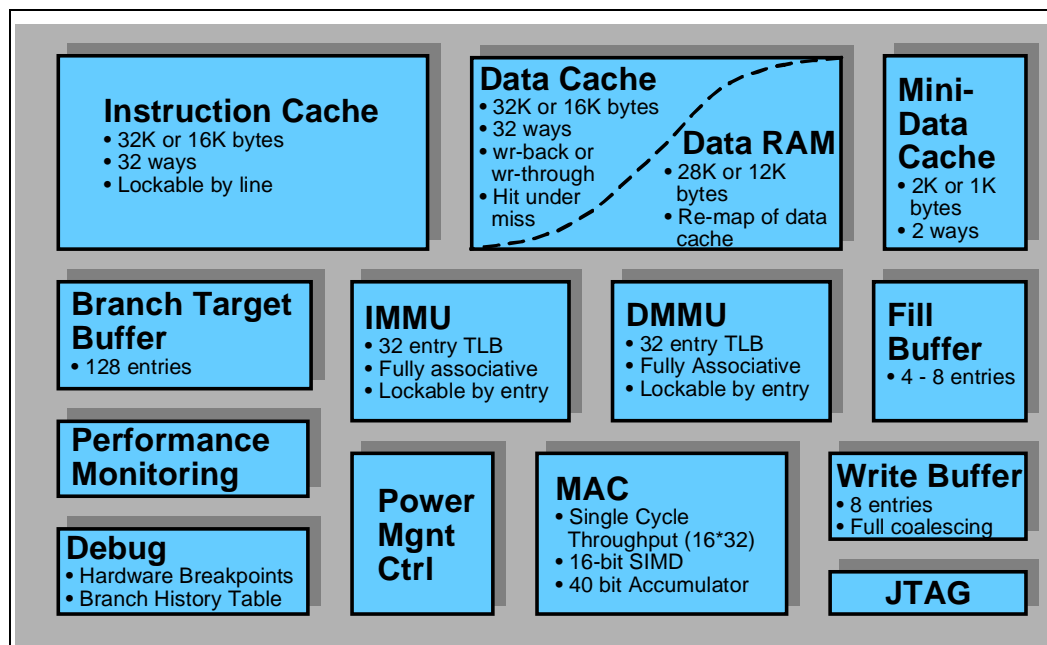 Instruction Cache
• 32K or 16K bytes
• 32 ways
• Lockable by line
Data Cache
• 32K or 16K bytes
• 32 ways
• wr-back or
wr-through
• Hit under
miss
Data RAM
• 28K or 12K
bytes
• Re-map of data
cache
Mini-
Data
Cache
• 2K or 1K
bytes
• 2 ways
Branch Target
Buffer
• 128 entries
IMMU
• 32 entry TLB
• Fully associative
• Lockable by entry
DMMU
• 32 entry TLB
• Fully Associative
• Lockable by entry
Fill
Buffer
• 4 - 8 entries
Performance
Monitoring
Power
Mgnt
Ctrl
MAC
• Single Cycle
Throughput (16*32)
• 16-bit SIMD
• 40 bit Accumulator
Write Buffer
• 8 entries
• Full coalescing
Debug
• Hardware Breakpoints
• Branch History Table
JTAG